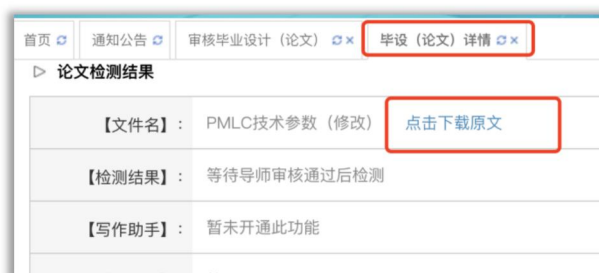 首页 通知公告 审核毕业设计（论文） 毕设（论文）详情
论文检测结果
【文件名】： PMLC技术参数（修改） 点击下载原文
【检测结果】： 等待导师审核通过后检测
【写作助手】： 暂未开通此功能